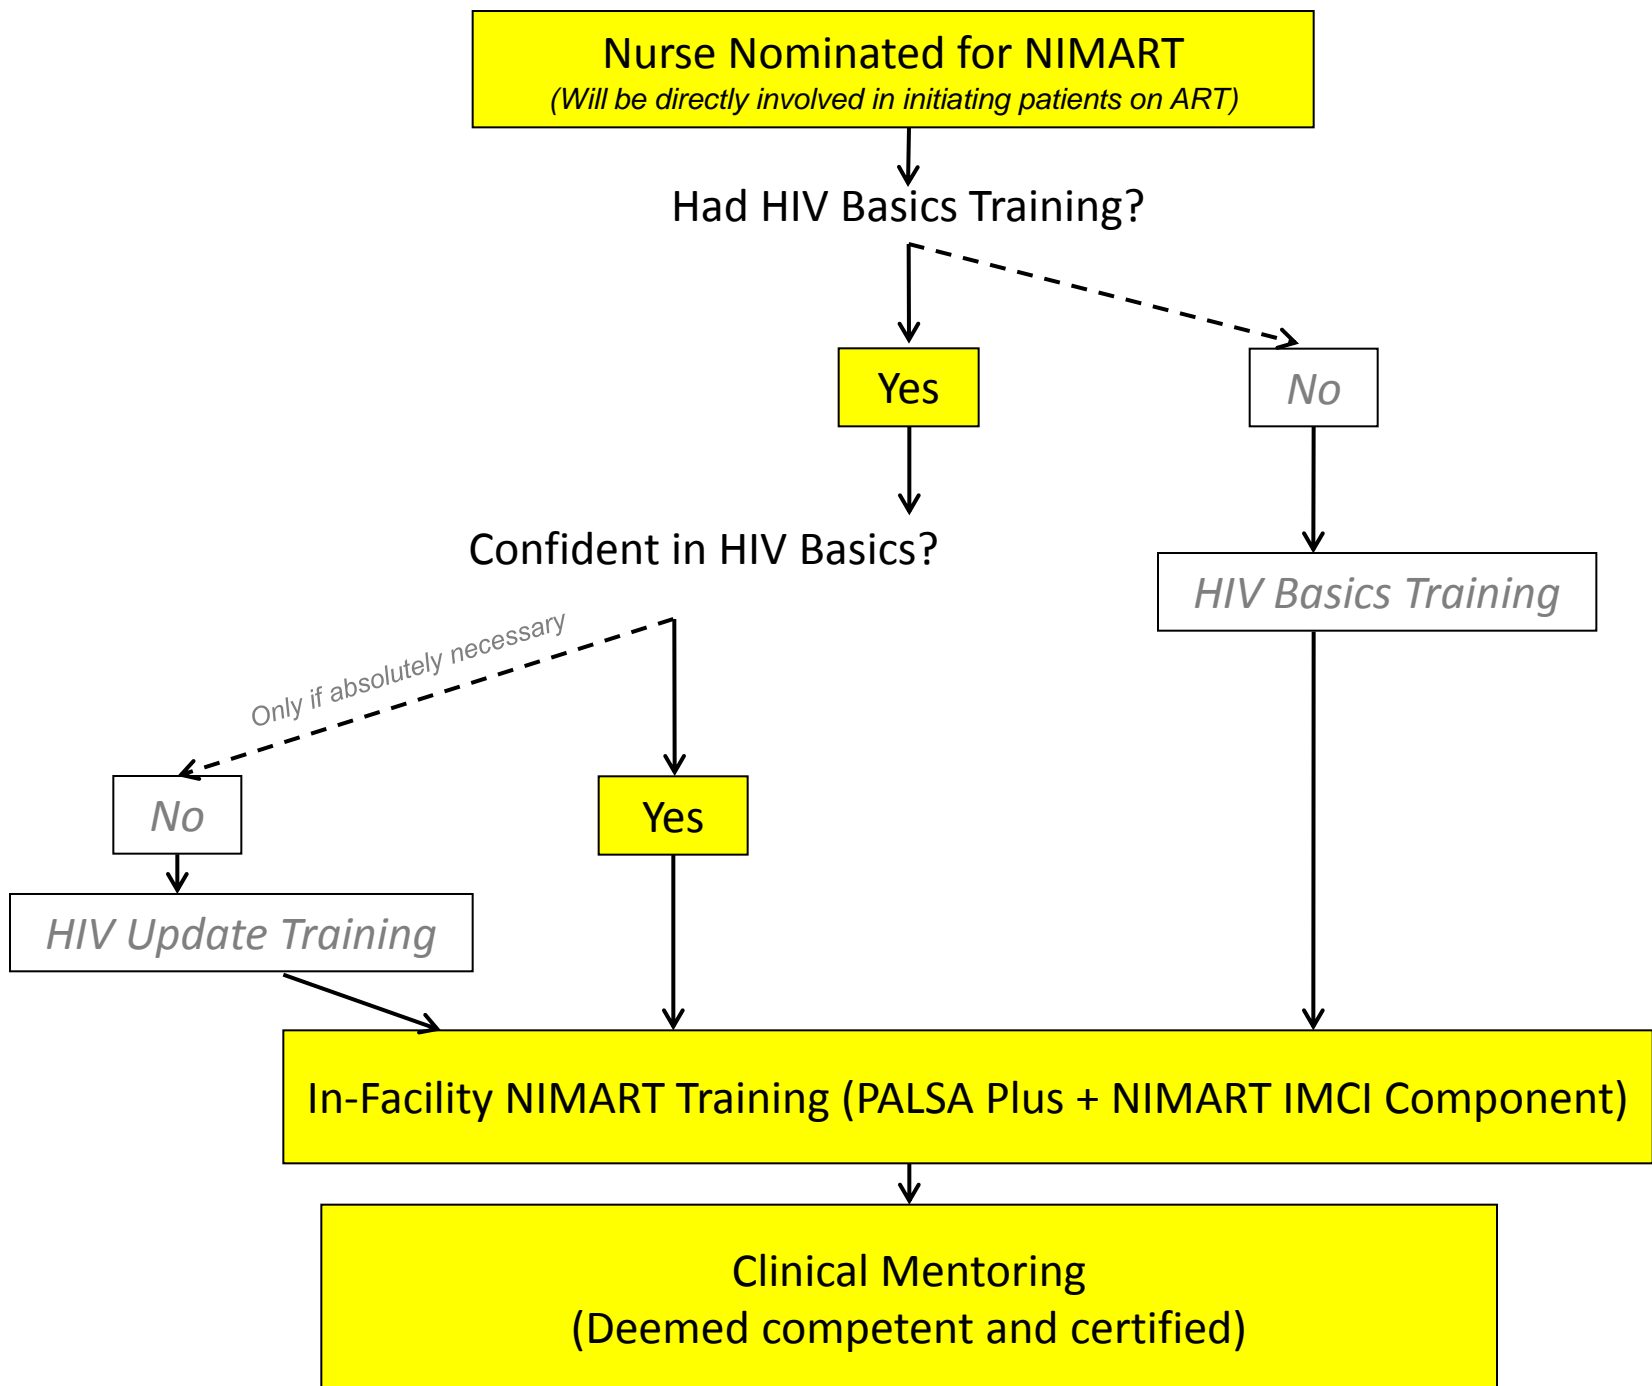 Nurse Nominated for NIMART
(Will be directly involved in initiating patients on ART)
Had HIV Basics Training?
Yes
No
Confident in HIV Basics?
HIV Basics Training
Only if absolutely necessary
No
Yes
HIV Update Training
In-Facility NIMART Training (PALSA Plus + NIMART IMCI Component)
Clinical Mentoring
(Deemed competent and certified)